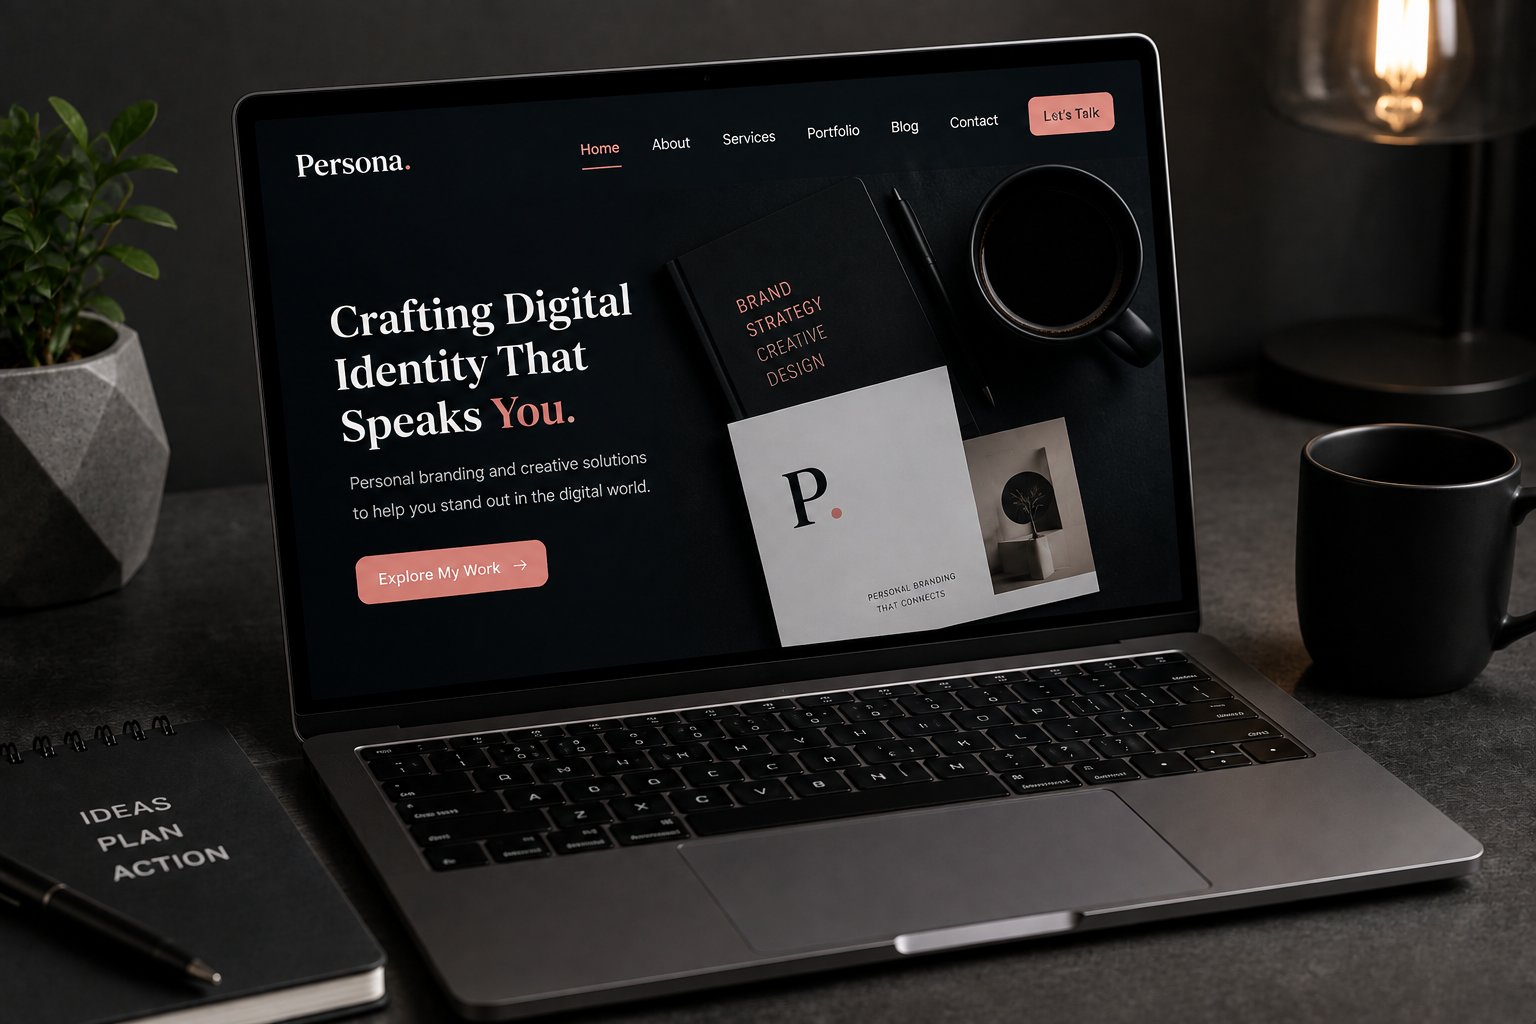 Persona.
Home
About
Services
Portfolio
Blog
Contact
Let's Talk
Crafting Digital
Identity That
Speaks You.
Personal branding and creative solutions
to help you stand out in the digital world.
Explore My Work →
BRAND
STRATEGY
CREATIVE
DESIGN
P.
PERSONAL BRANDING
THAT CONNECTS
IDEAS
PLAN
ACTION